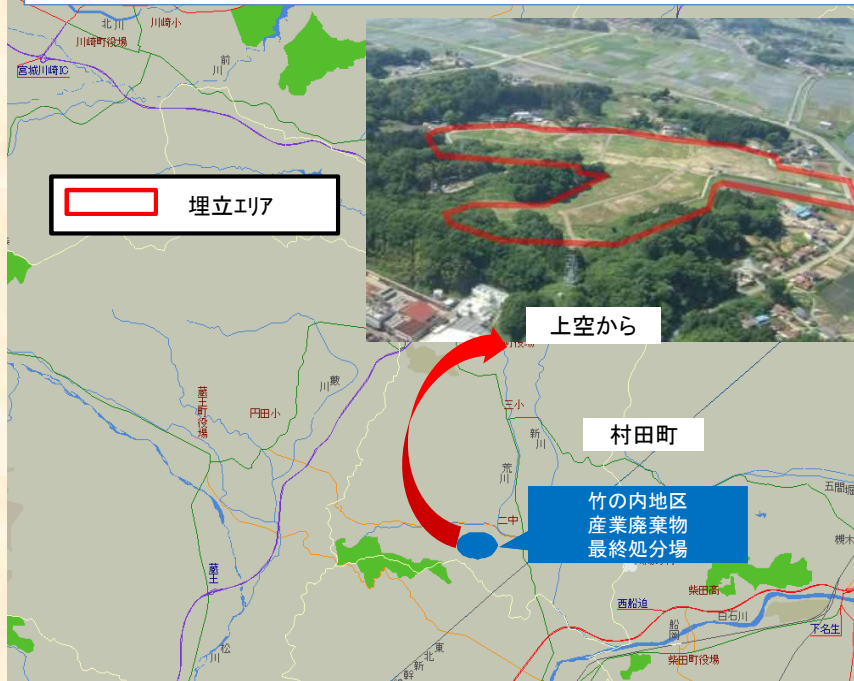 北川
川崎小
川崎町役場
宮城川崎IC
前川
埋立エリア
上空から
町役場
藪川
三小
蔵王町役場
円田小
新川
村田町
荒川
竹の内地区
産業廃棄物
最終処分場
二中
五間堀
槻木
蔵王
柴田高
西船迫
白石川
船岡
下名生
松川
東北新幹
柴田町役場